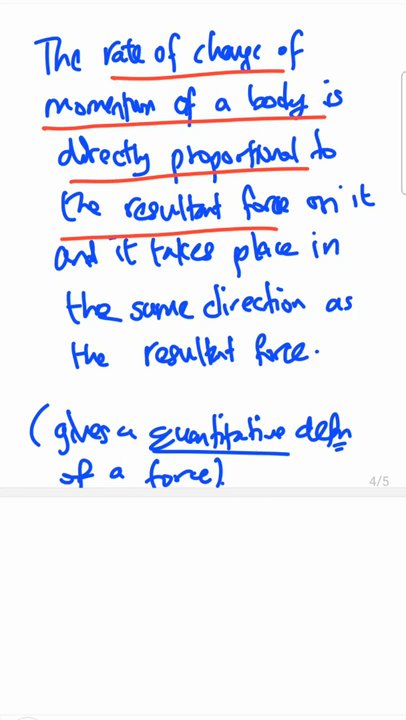 The rate of change of
momentum of a body is
directly proportional to
the resultant force on it
and it takes place in
the same direction as
the resultant force.
(gives a quantitative defn
of a force).
4/5